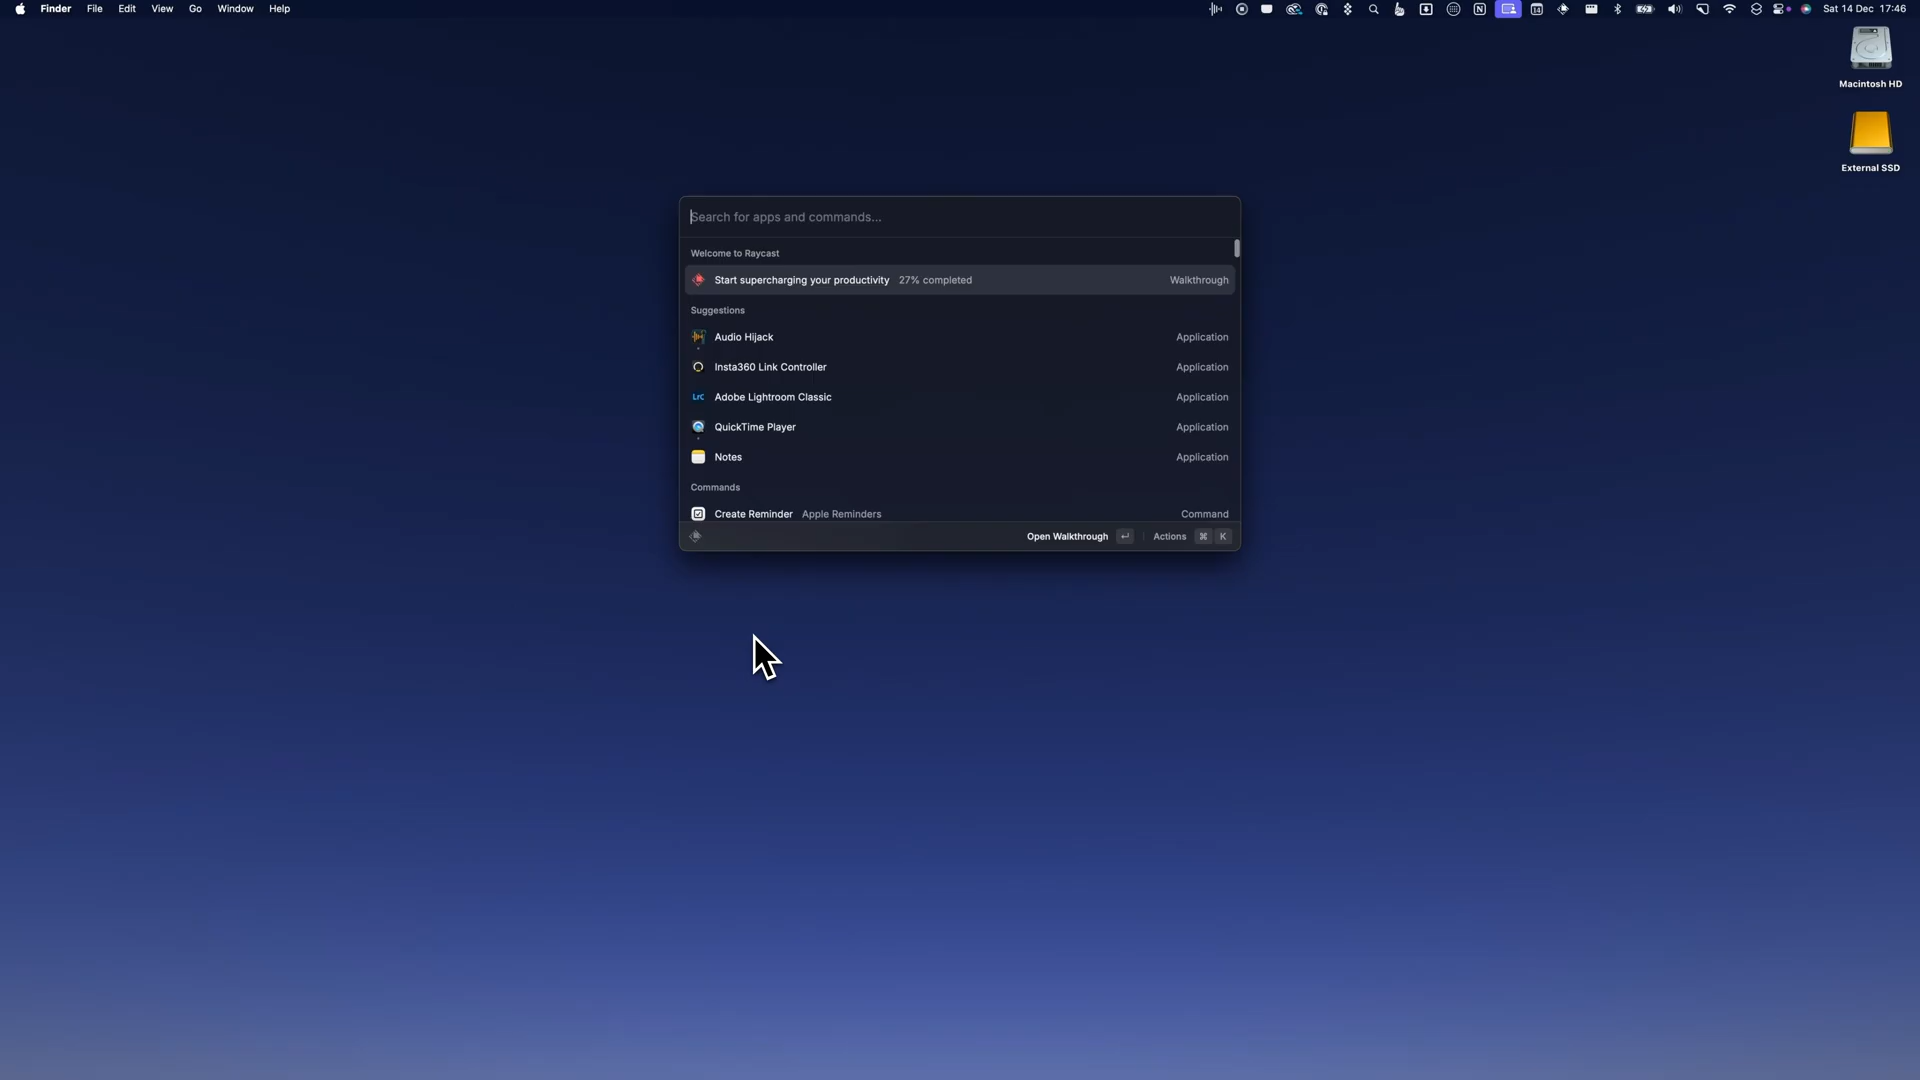 Finder File Edit View Go Window Help Sat 14 Dec 17:46
Macintosh HD
External SSD
Search for apps and commands...
Welcome to Raycast
Start supercharging your productivity 27% completed Walkthrough
Suggestions
Audio Hijack Application
Insta360 Link Controller Application
LrC Adobe Lightroom Classic Application
QuickTime Player Application
Notes Application
Commands
Create Reminder Apple Reminders Command
Open Walkthrough ↵ Actions ⌘ K